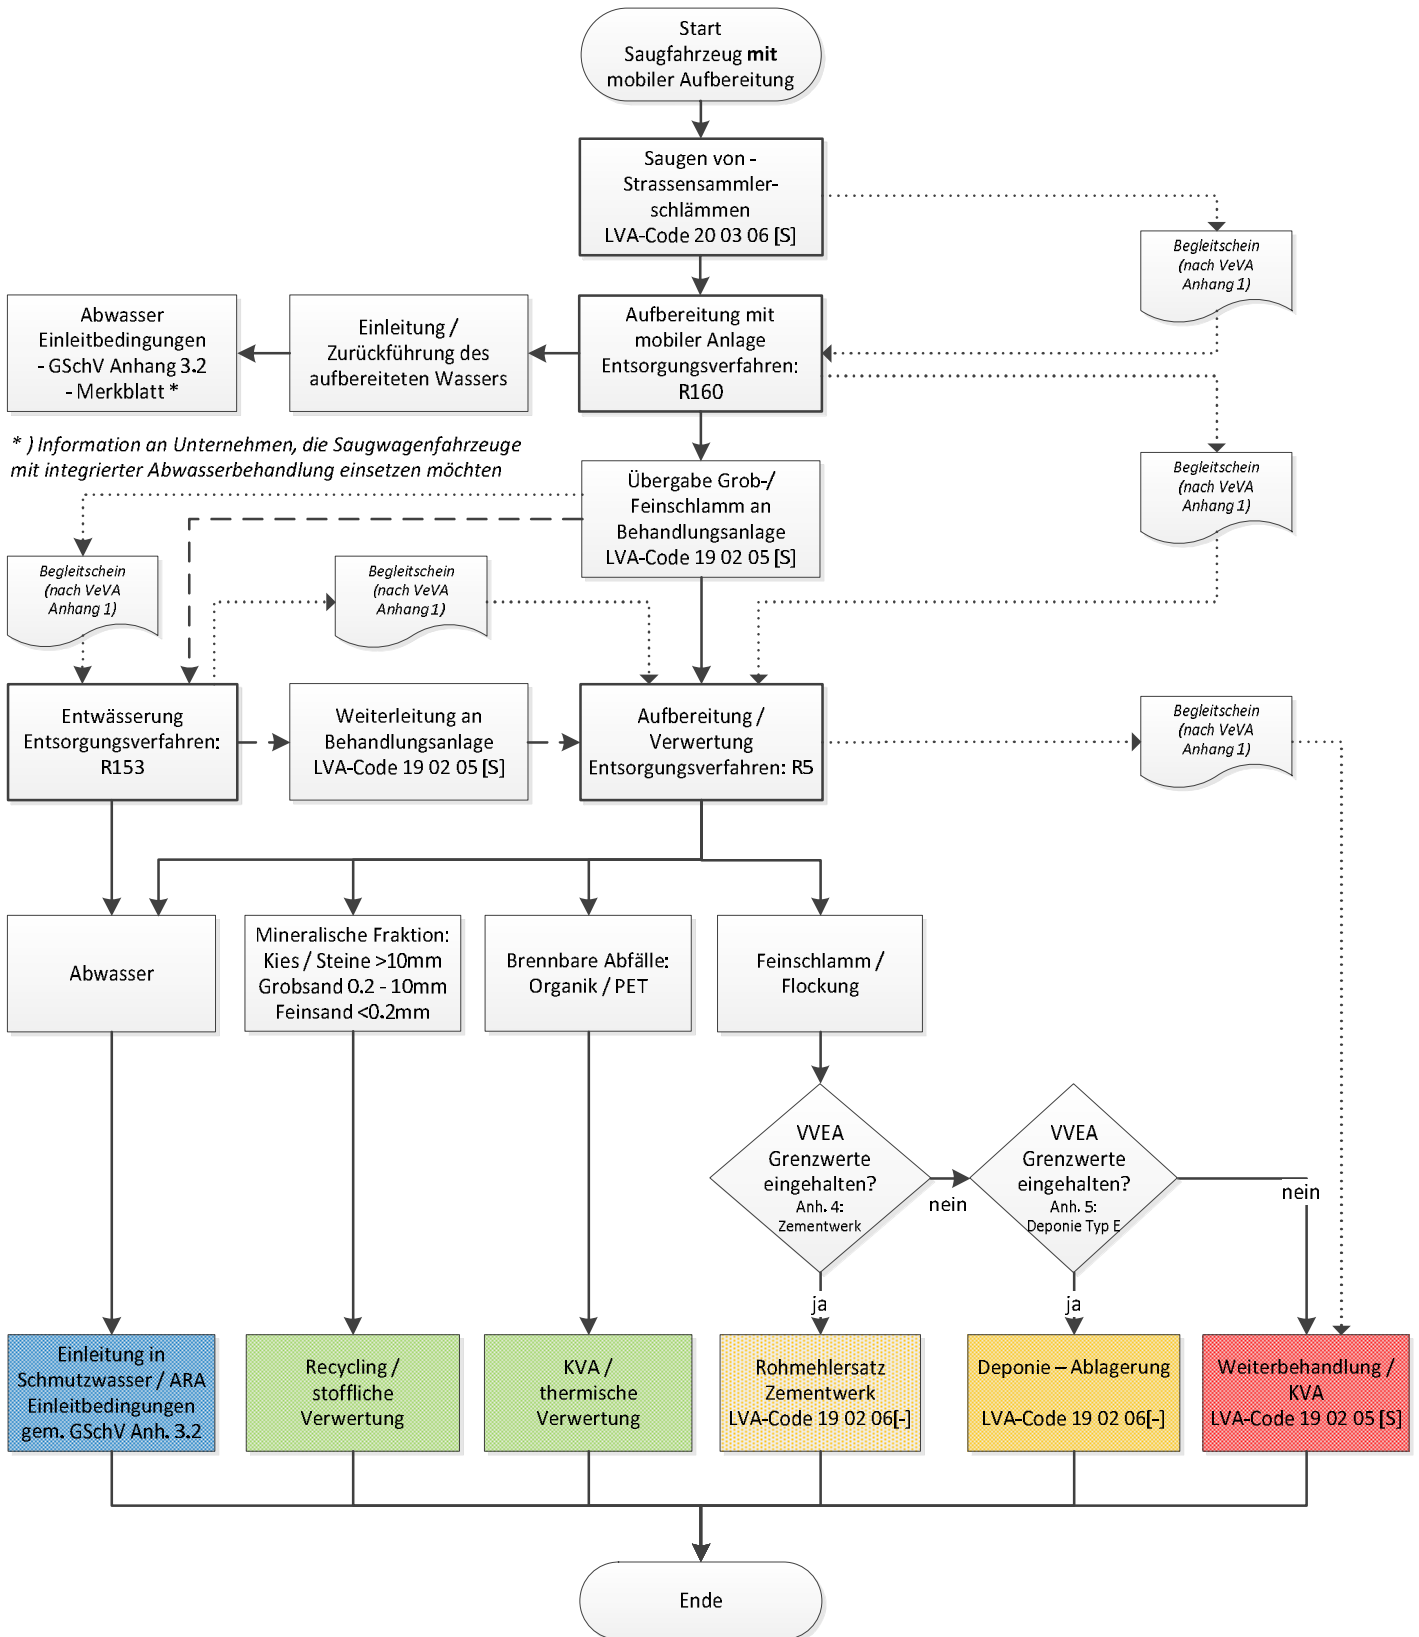 Start
Saugfahrzeug mit
mobiler Aufbereitung
Saugen von -
Strassensammler-
schlämmen
LVA-Code 20 03 06 [S]
Begleitschein
(nach VeVA
Anhang 1)
Abwasser
Einleitbedingungen
- GSchV Anhang 3.2
- Merkblatt *
Einleitung /
Zurückführung des
aufbereiteten Wassers
Aufbereitung mit
mobiler Anlage
Entsorgungsverfahren:
R160
* ) Information an Unternehmen, die Saugwagenfahrzeuge
mit integrierter Abwasserbehandlung einsetzen möchten
Übergabe Grob-/
Feinschlamm an
Behandlungsanlage
LVA-Code 19 02 05 [S]
Begleitschein
(nach VeVA
Anhang 1)
Begleitschein
(nach VeVA
Anhang 1)
Begleitschein
(nach VeVA
Anhang 1)
Entwässerung
Entsorgungsverfahren:
R153
Weiterleitung an
Behandlungsanlage
LVA-Code 19 02 05 [S]
Aufbereitung /
Verwertung
Entsorgungsverfahren: R5
Begleitschein
(nach VeVA
Anhang 1)
Abwasser
Mineralische Fraktion:
Kies / Steine >10mm
Grobsand 0.2 - 10mm
Feinsand <0.2mm
Brennbare Abfälle:
Organik / PET
Feinschlamm /
Flockung
VVEA
Grenzwerte
eingehalten?
Anh. 4:
Zementwerk
nein
VVEA
Grenzwerte
eingehalten?
Anh. 5:
Deponie Typ E
nein
ja
ja
Einleitung in
Schmutzwasser / ARA
Einleitbedingungen
gem. GSchV Anh. 3.2
Recycling /
stoffliche
Verwertung
KVA /
thermische
Verwertung
Rohmehlersatz
Zementwerk
LVA-Code 19 02 06[-]
Deponie – Ablagerung
LVA-Code 19 02 06[-]
Weiterbehandlung /
KVA
LVA-Code 19 02 05 [S]
Ende